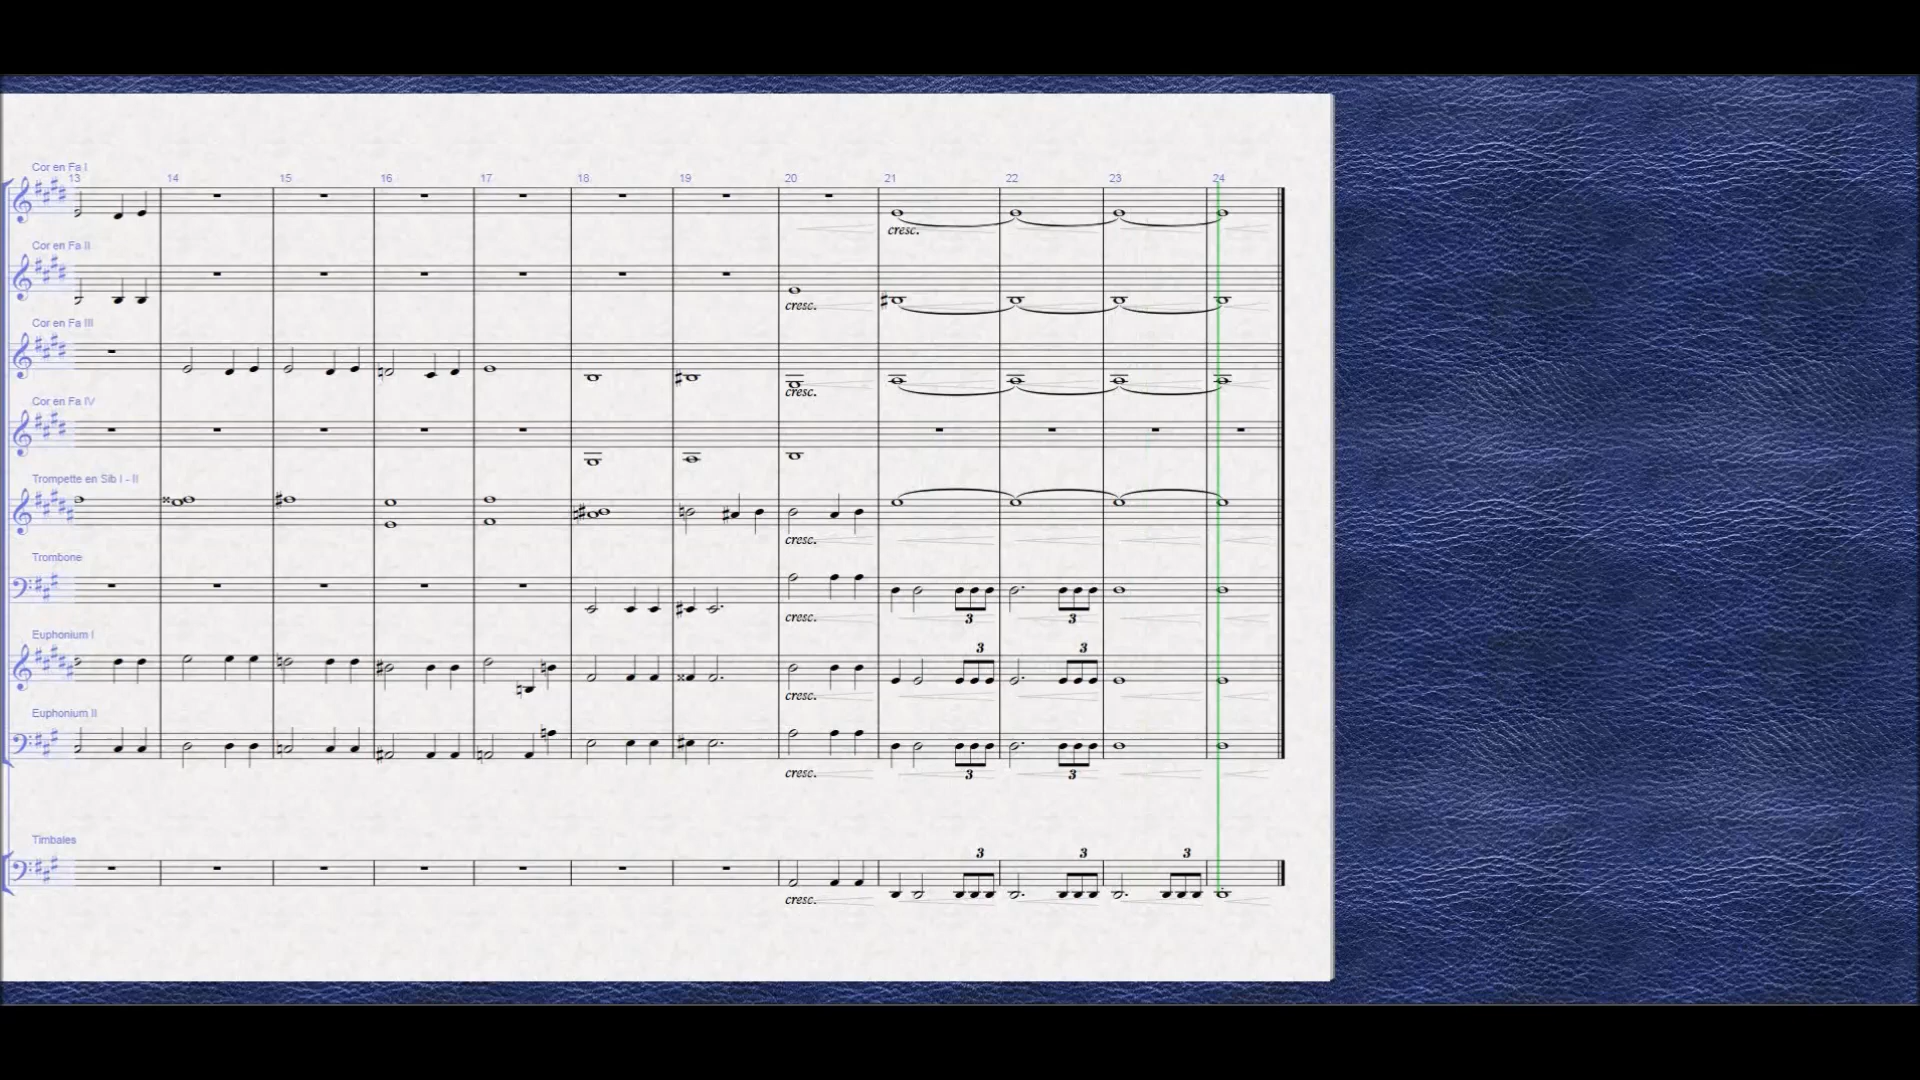 Cor en Fa I
13 14 15 16 17 18 19 20 21 22 23 24
cresc.
Cor en Fa II
cresc.
Cor en Fa III
cresc.
Cor en Fa IV
Trompette en Sib I - II
cresc.
Trombone
cresc.
3 3
Euphonium I
3 3
cresc.
Euphonium II
cresc.
3 3
Timbales
3 3 3
cresc.